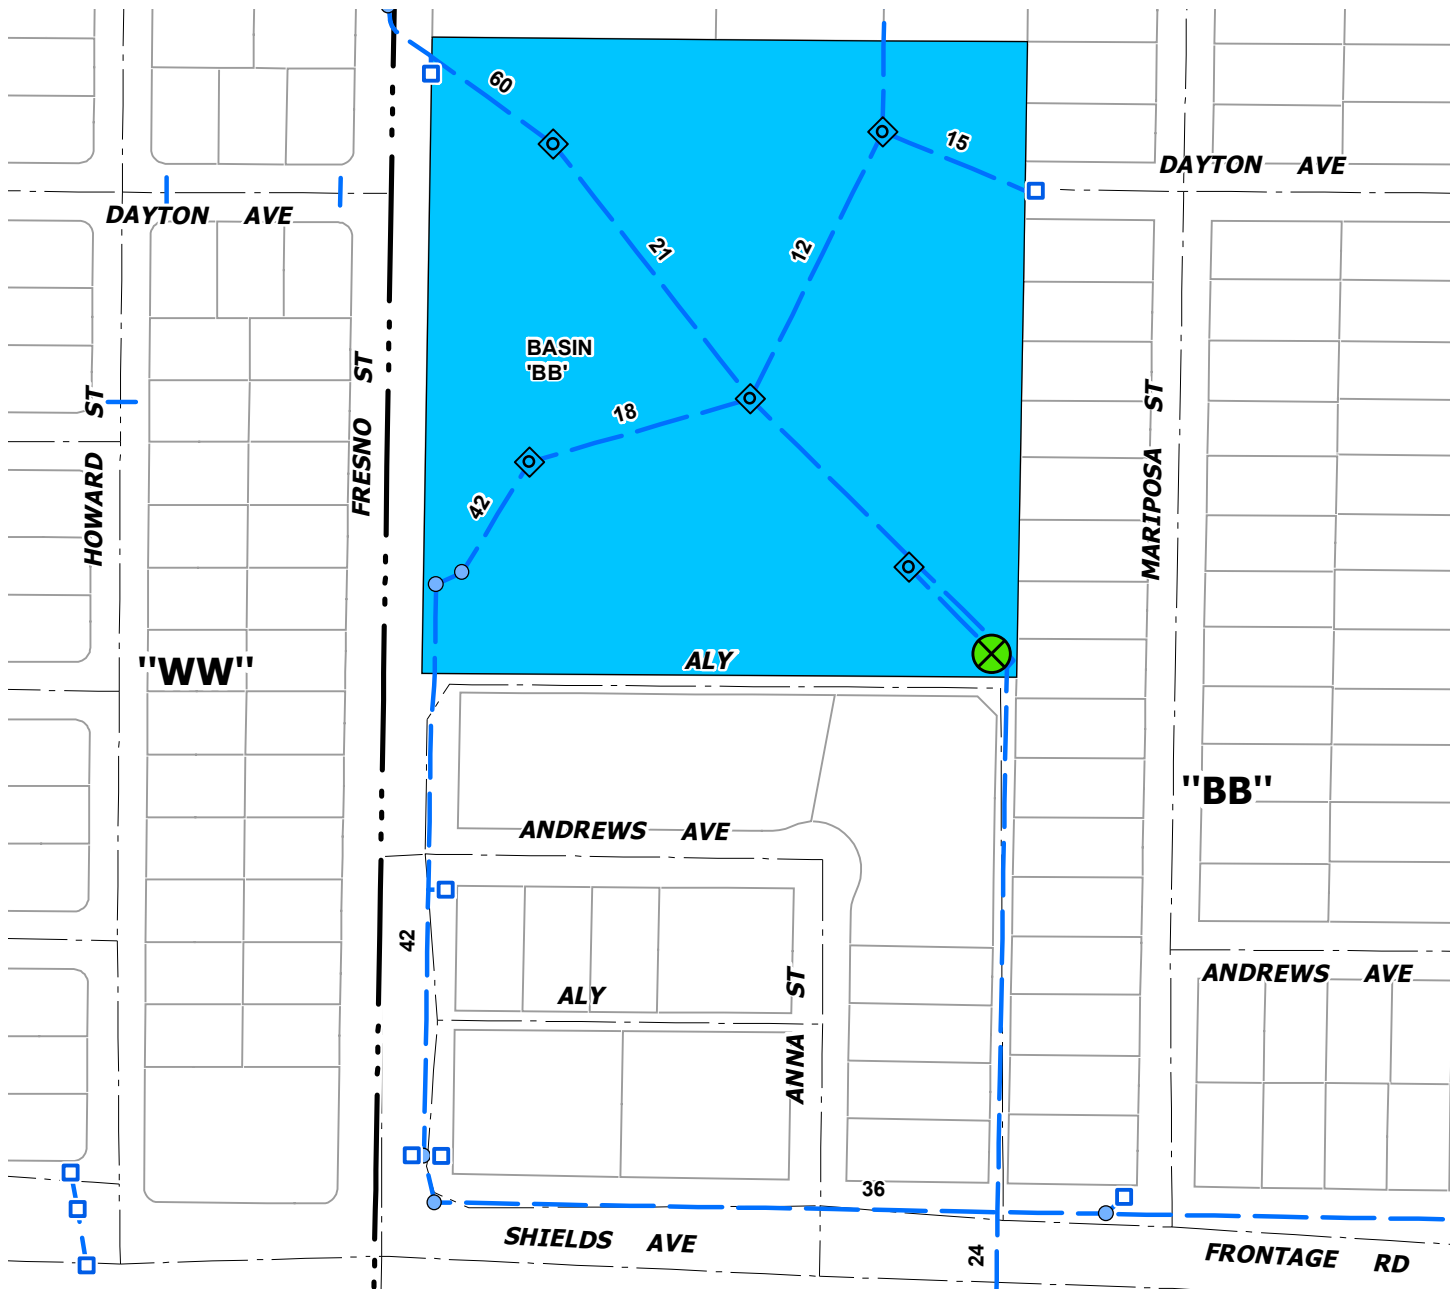 60
15
DAYTON AVE
DAYTON AVE
21
12
BASIN
'BB'
FRESNO ST
HOWARD ST
MARIPOSA ST
18
42
"WW"
ALY
"BB"
ANDREWS AVE
42
ANDREWS AVE
ALY
ANNA ST
36
SHIELDS AVE
24
FRONTAGE RD